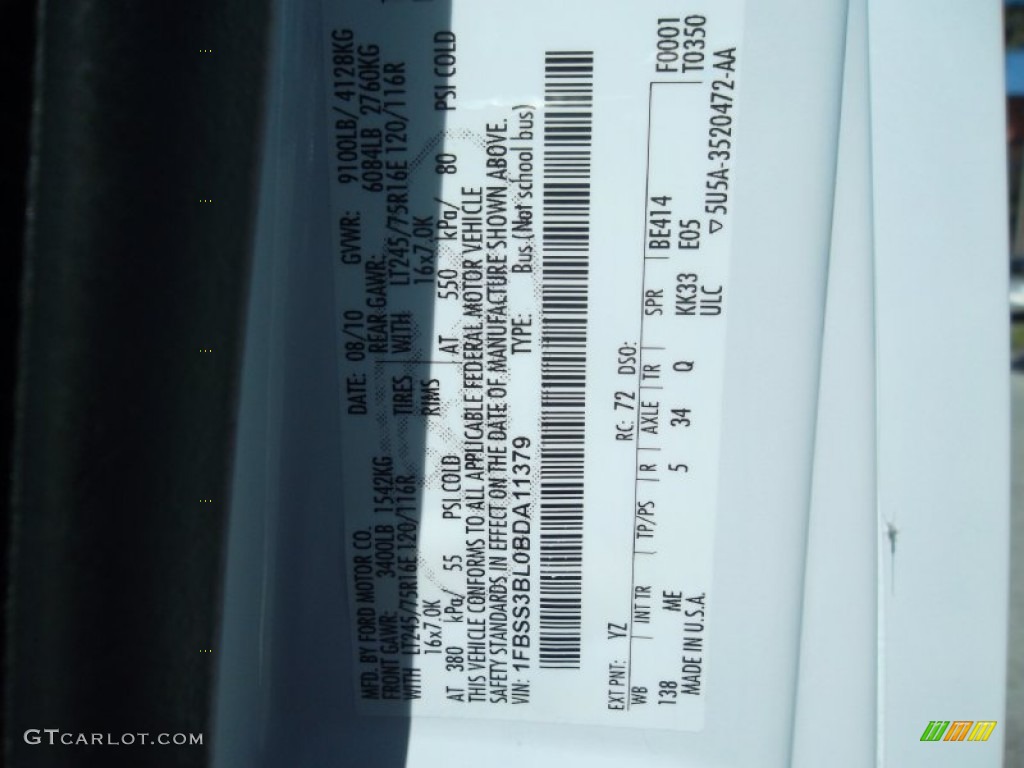 MFD. BY FORD MOTOR CO. DATE: 08/10 GVWR: 9100LB/ 4128KG
FRONT GAWR: 3400LB 1542KG REAR GAWR: 6084LB 2760KG
WITH LT245/75R16E 120/116R TIRES WITH LT245/75R16E 120/116R
16x7.0K RIMS 16x7.0K
AT 380 kPa/ 55 PSI COLD AT 550 kPa/ 80 PSI COLD
THIS VEHICLE CONFORMS TO ALL APPLICABLE FEDERAL MOTOR VEHICLE
SAFETY STANDARDS IN EFFECT ON THE DATE OF MANUFACTURE SHOWN ABOVE.
VIN: 1FBSS3BL0BDA11379 TYPE: Bus (Not school bus)
EXT PNT: YZ RC: 72 DSO: F0001
WB INT TR TP/PS R AXLE TR SPR BE414 T0350
138 ME 5 34 Q KK33 E05
MADE IN U.S.A. ULC ▽5U5A-3520472-AA
GTCARLOT.COM